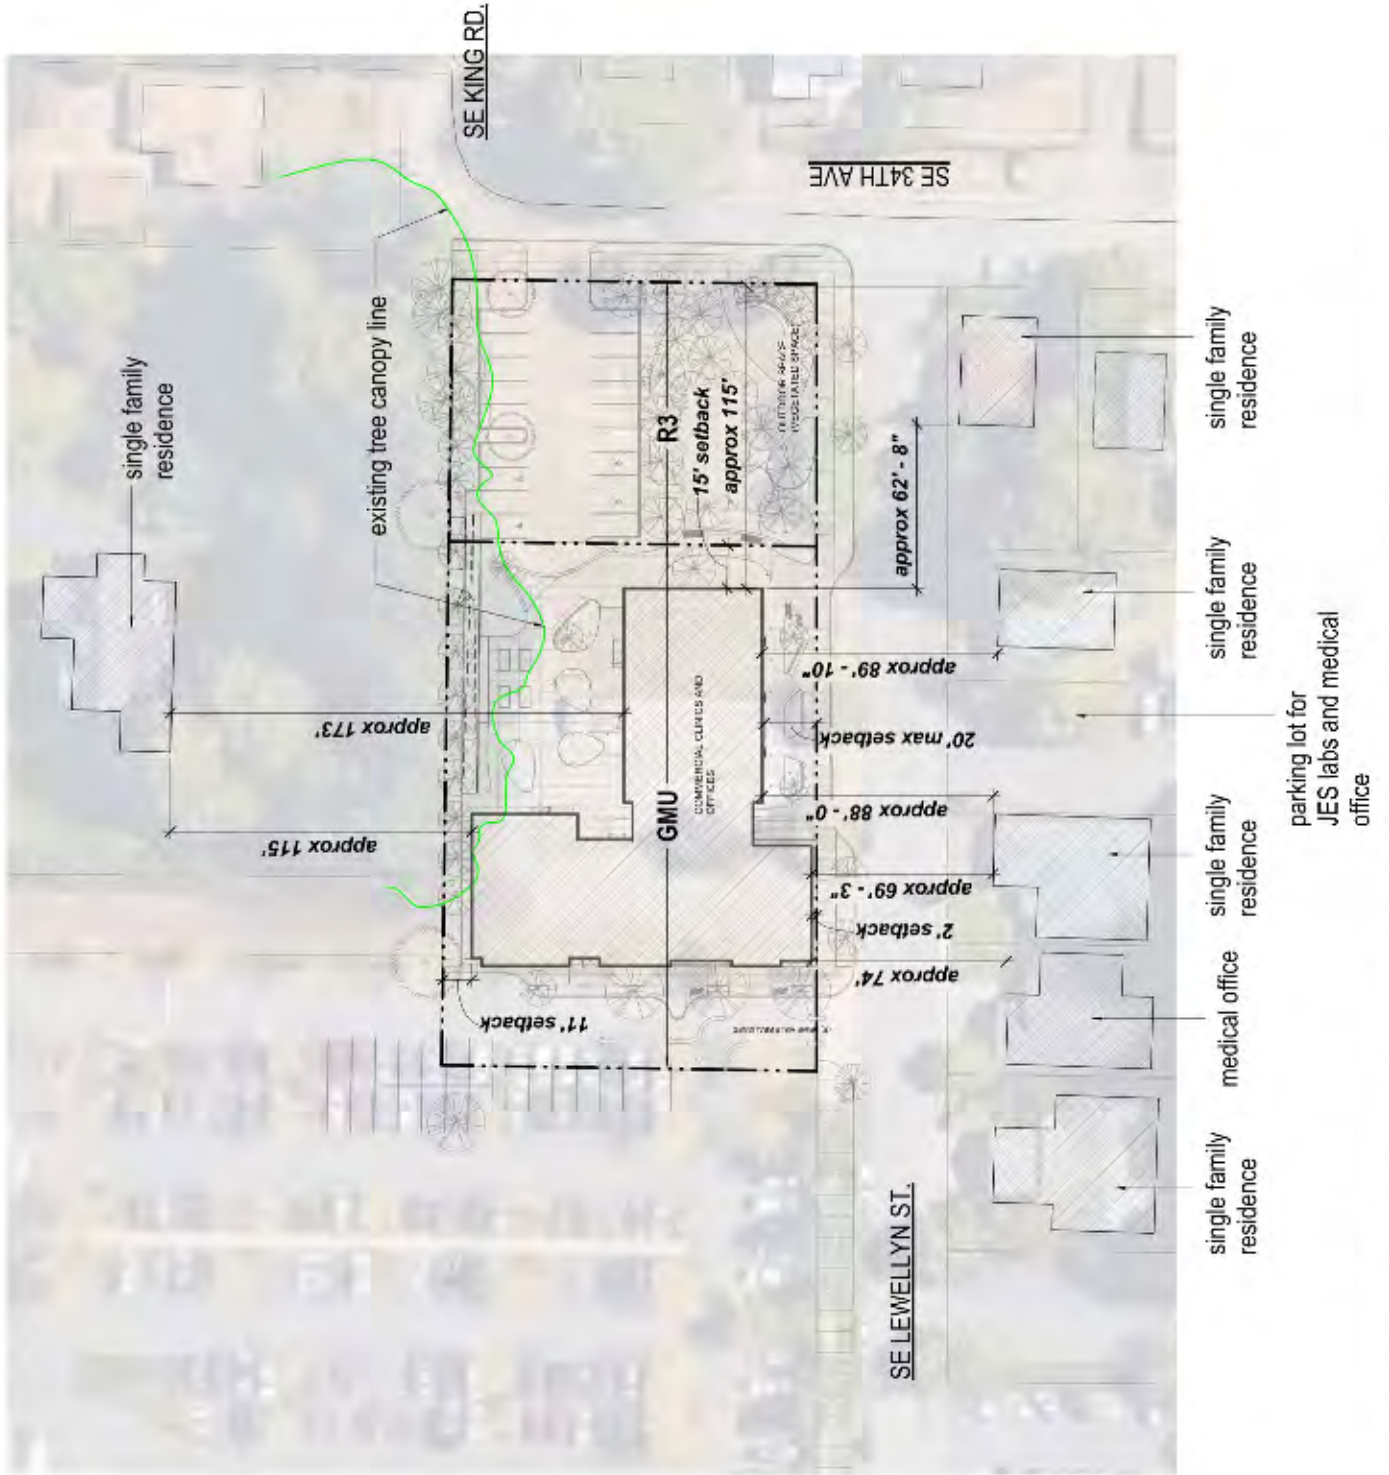 SE KING RD.
SE 34TH AVE
single family
residence
existing tree canopy line
15' setback
approx 115'
R3
OUTDOOR
(VEGETATED SPACE)
approx 62' - 8"
single family
residence
approx 173'
approx 115'
GMU
COMMERCIAL CLINICS AND
OFFICES
approx 89' - 10"
20' max setback
approx 88' - 0"
approx 69' - 3"
2' setback
approx 74'
11' setback
single family
residence
parking lot for
JES labs and medical
office
single family
residence
medical office
single family
residence
SE LEWELLYN ST.